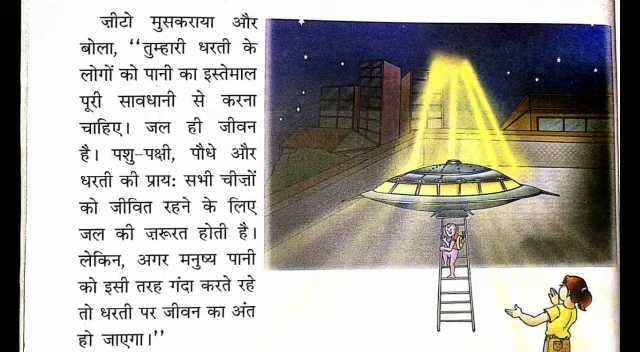 ज़ीटो मुसकराया और
बोला, ‘‘तुम्हारी धरती के
लोगों को पानी का इस्तेमाल
पूरी सावधानी से करना
चाहिए। जल ही जीवन
है। पशु-पक्षी, पौधे और
धरती की प्राय: सभी चीज़ों
को जीवित रहने के लिए
जल की ज़रूरत होती है।
लेकिन, अगर मनुष्य पानी
को इसी तरह गंदा करते रहे
तो धरती पर जीवन का अंत
हो जाएगा।’’